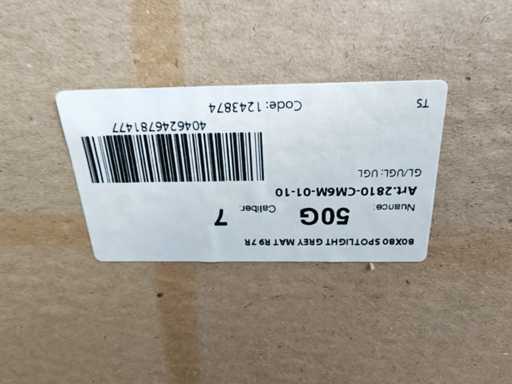 80X80 SPOTLIGHT GREY MAT R9 7R
Nuance: 50G Caliber: 7
Art.2810-CM6M-01-10
GL/UGL: UGL
4046246781477
TS Code: 1243874